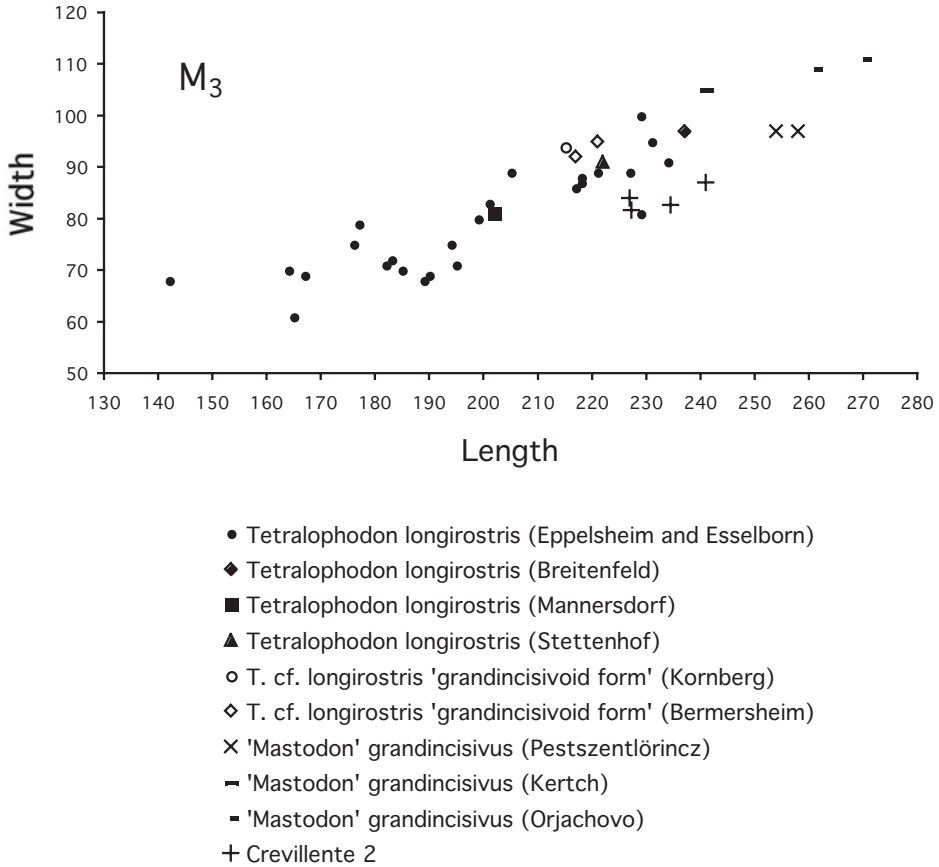 120
110
M3
100
90
80
70
60
50
Width
130 140 150 160 170 180 190 200 210 220 230 240 250 260 270 280
Length
Tetralophodon longirostris (Eppelsheim and Esselborn)
Tetralophodon longirostris (Breitenfeld)
Tetralophodon longirostris (Mannersdorf)
Tetralophodon longirostris (Stettenhof)
T. cf. longirostris 'grandincisivoid form' (Kornberg)
T. cf. longirostris 'grandincisivoid form' (Bermersheim)
'Mastodon' grandincisivus (Pestszentlörincz)
'Mastodon' grandincisivus (Kertch)
'Mastodon' grandincisivus (Orjachovo)
Crevillente 2